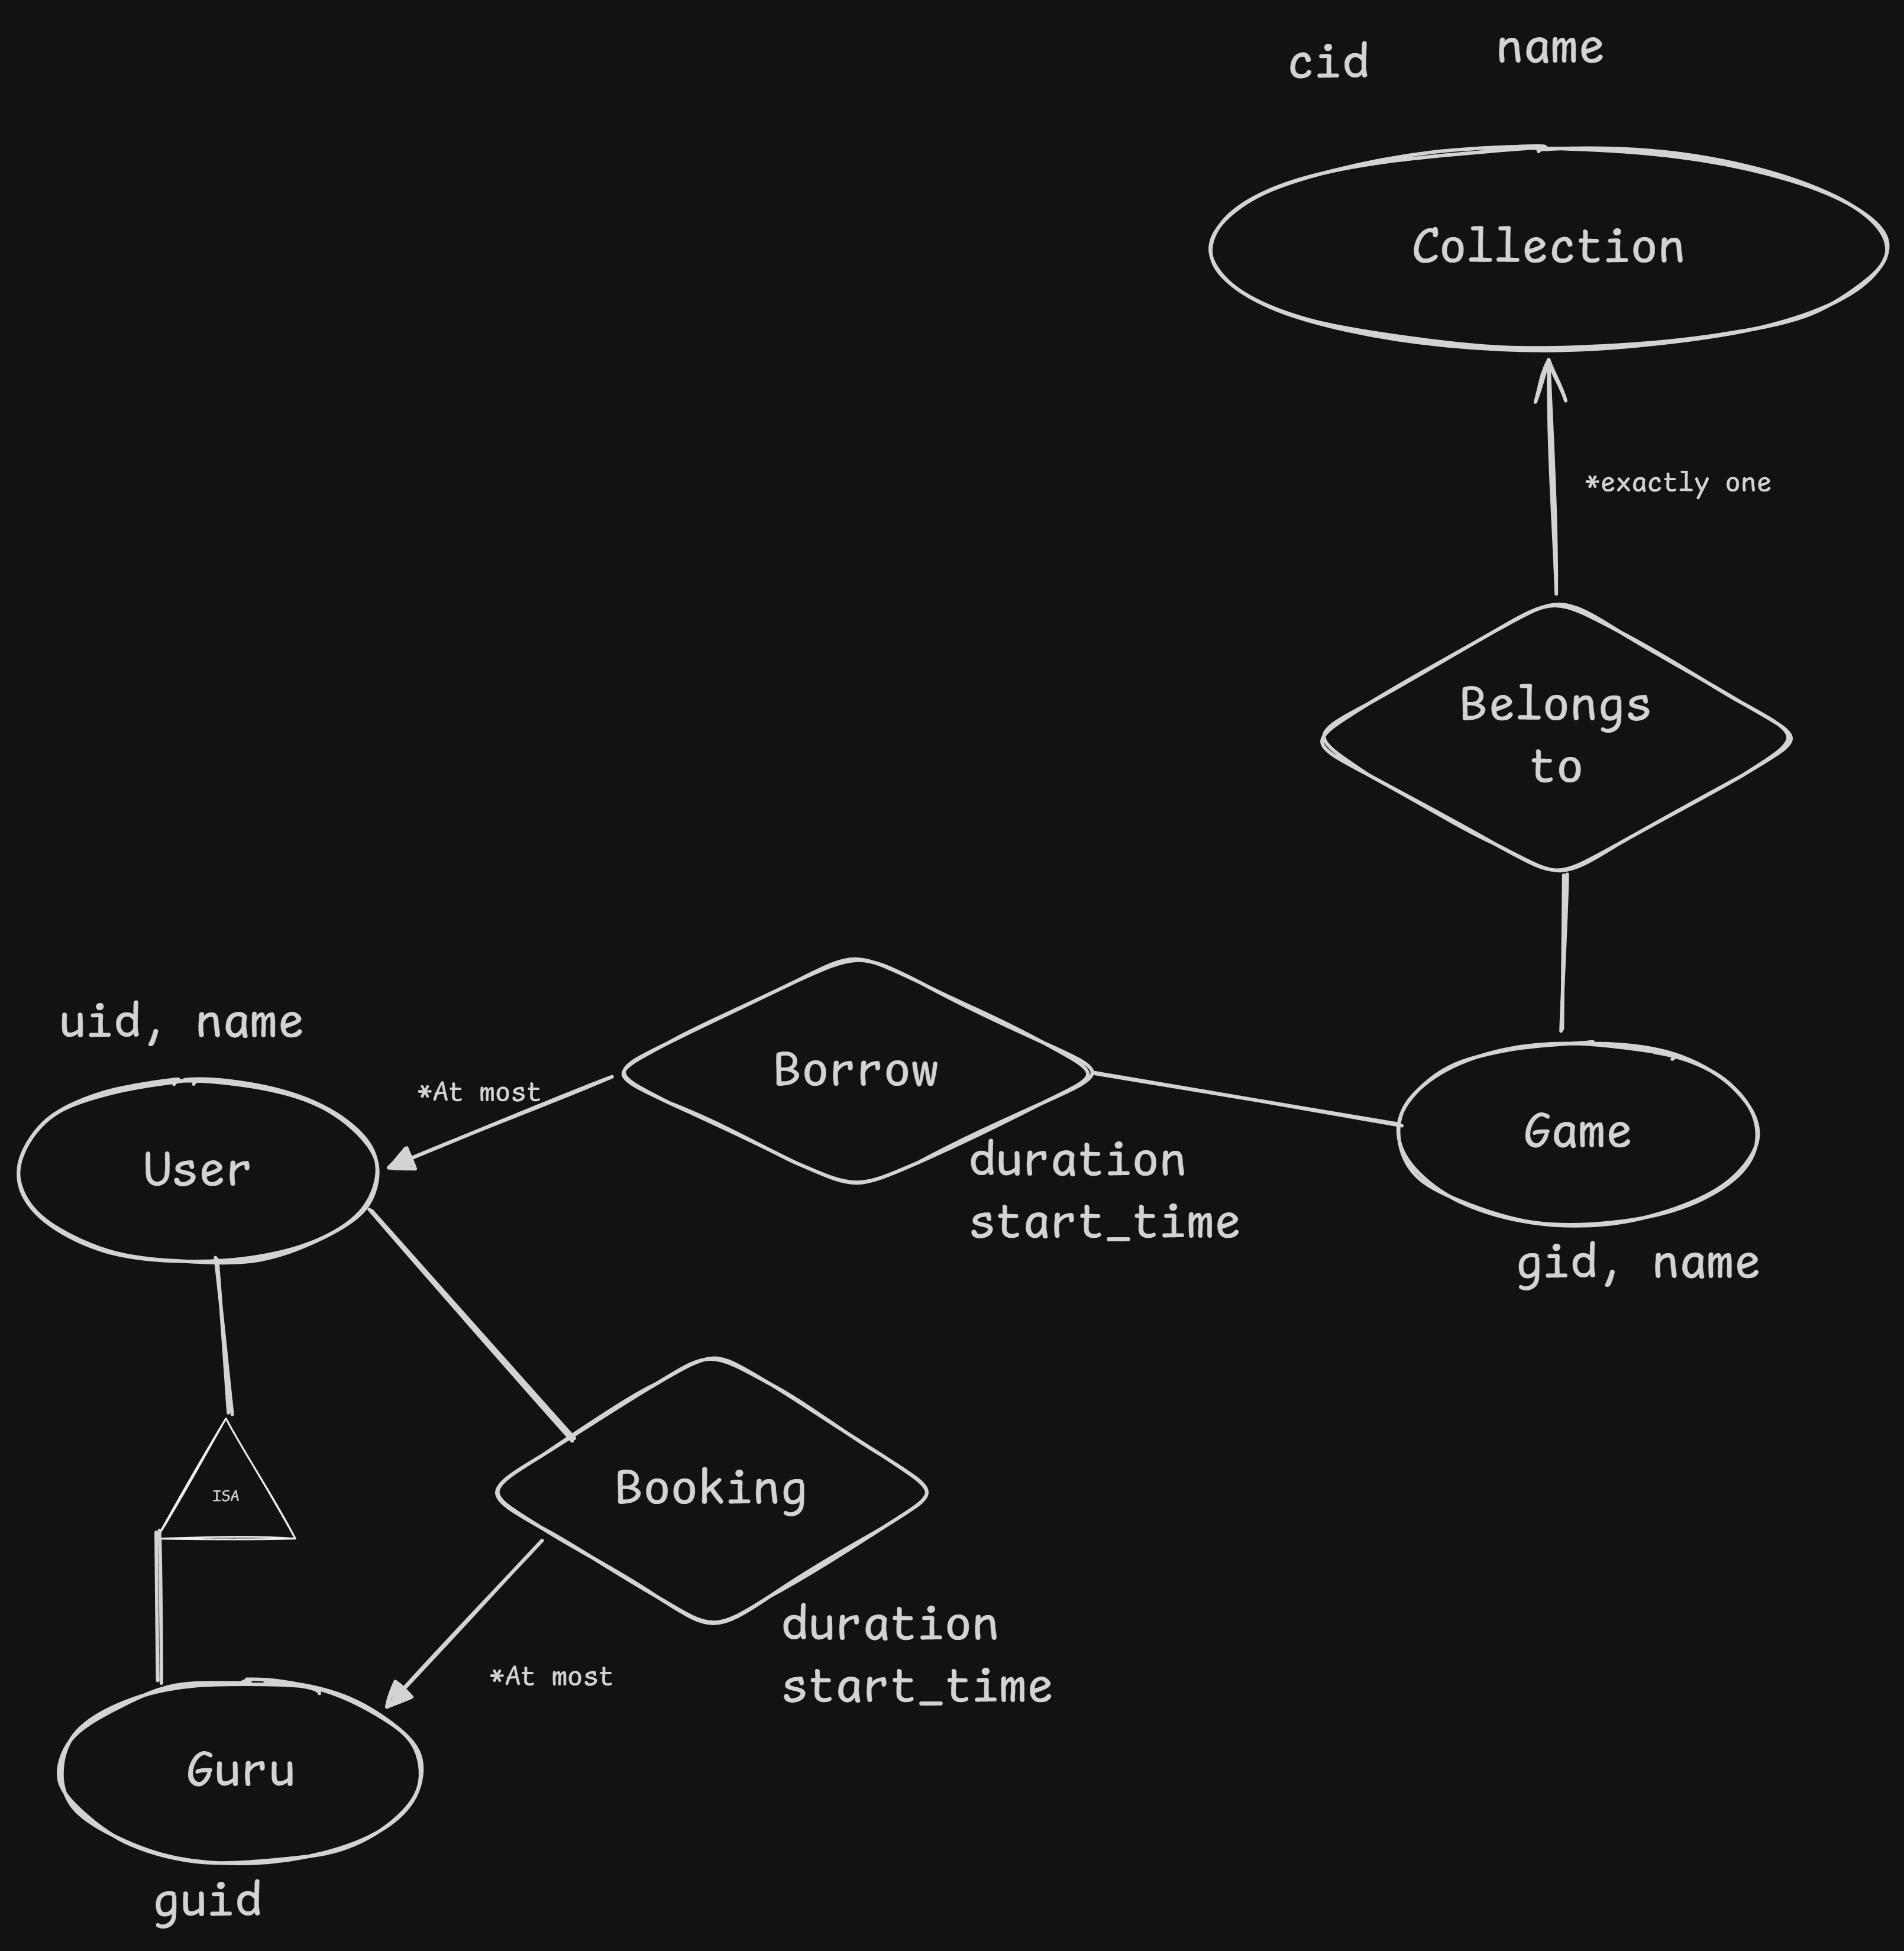 cid
name
Collection
*exactly one
Belongs
to
uid, name
*At most
Borrow
User
Game
duration
start_time
gid, name
ISA
Booking
duration
start_time
*At most
Guru
guid